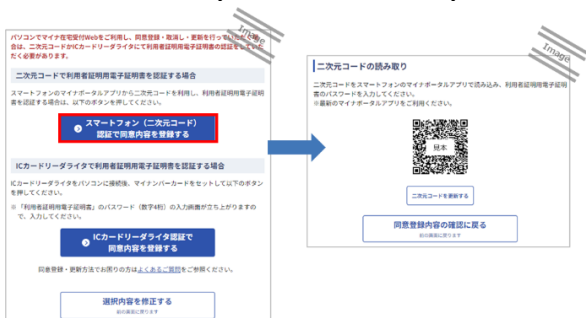 パソコンでマイナ在宅受付Webをご利用し、同意登録・取消し・更新を行っていただく場
合は、二次元コードかICカードリーダライタにて利用者証明用電子証明書の認証をしていた
だく必要があります。
Image
二次元コードで利用者証明用電子証明書を認証する場合
スマートフォンのマイナポータルアプリから二次元コードを利用し、利用者証明用電子証明
書を認証する場合は、以下のボタンを押してください。
スマートフォン（二次元コード）
認証で同意内容を登録する
ICカードリーダライタで利用者証明用電子証明書を認証する場合
ICカードリーダライタをパソコンに接続後、マイナンバーカードをセットして以下のボタン
を押してください。
※「利用者証明用電子証明書」のパスワード（数字4桁）の入力画面が立ち上がりますの
で、入力してください。
ICカードリーダライタ認証で
同意内容を登録する
同意登録・更新方法でお困りの方はよくあるご質問をご参照ください。
選択内容を修正する
前の画面に戻ります
Image
二次元コードの読み取り
二次元コードをスマートフォンのマイナポータルアプリで読み込み、利用者証明用電子証明
書のパスワードを入力してください。
※最新のマイナポータルアプリをご利用ください。
見本
二次元コードを更新する
同意登録内容の確認に戻る
前の画面に戻ります